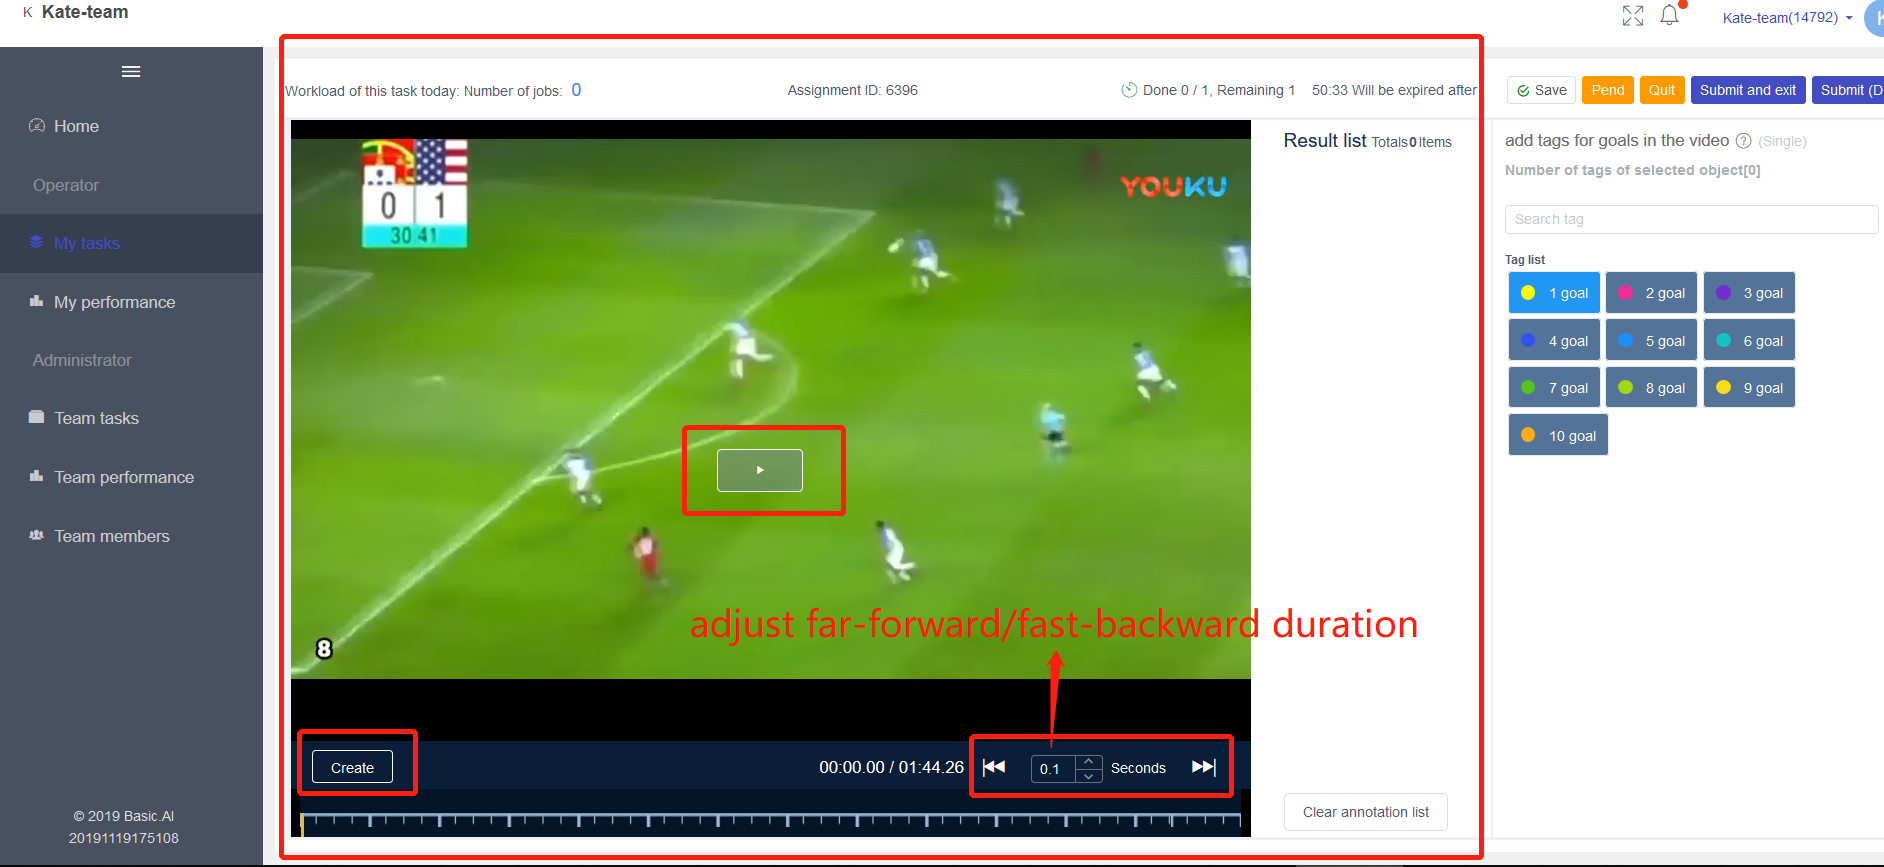 K Kate-team
Kate-team(14792)
K
Home
Operator
My tasks
My performance
Administrator
Team tasks
Team performance
Team members
© 2019 Basic.AI
20191119175108
Workload of this task today: Number of jobs: 0
Assignment ID: 6396
Done 0 / 1, Remaining 1
50:33 Will be expired after
Save
Pend
Quit
Submit and exit
Submit (D
0 1
30 41
YOUKU
8
adjust far-forward/fast-backward duration
Create
00:00.00 / 01:44.26
0.1
Seconds
Result list Totals0Items
Clear annotation list
add tags for goals in the video ? (Single)
Number of tags of selected object[0]
Search tag
Tag list
1 goal
2 goal
3 goal
4 goal
5 goal
6 goal
7 goal
8 goal
9 goal
10 goal